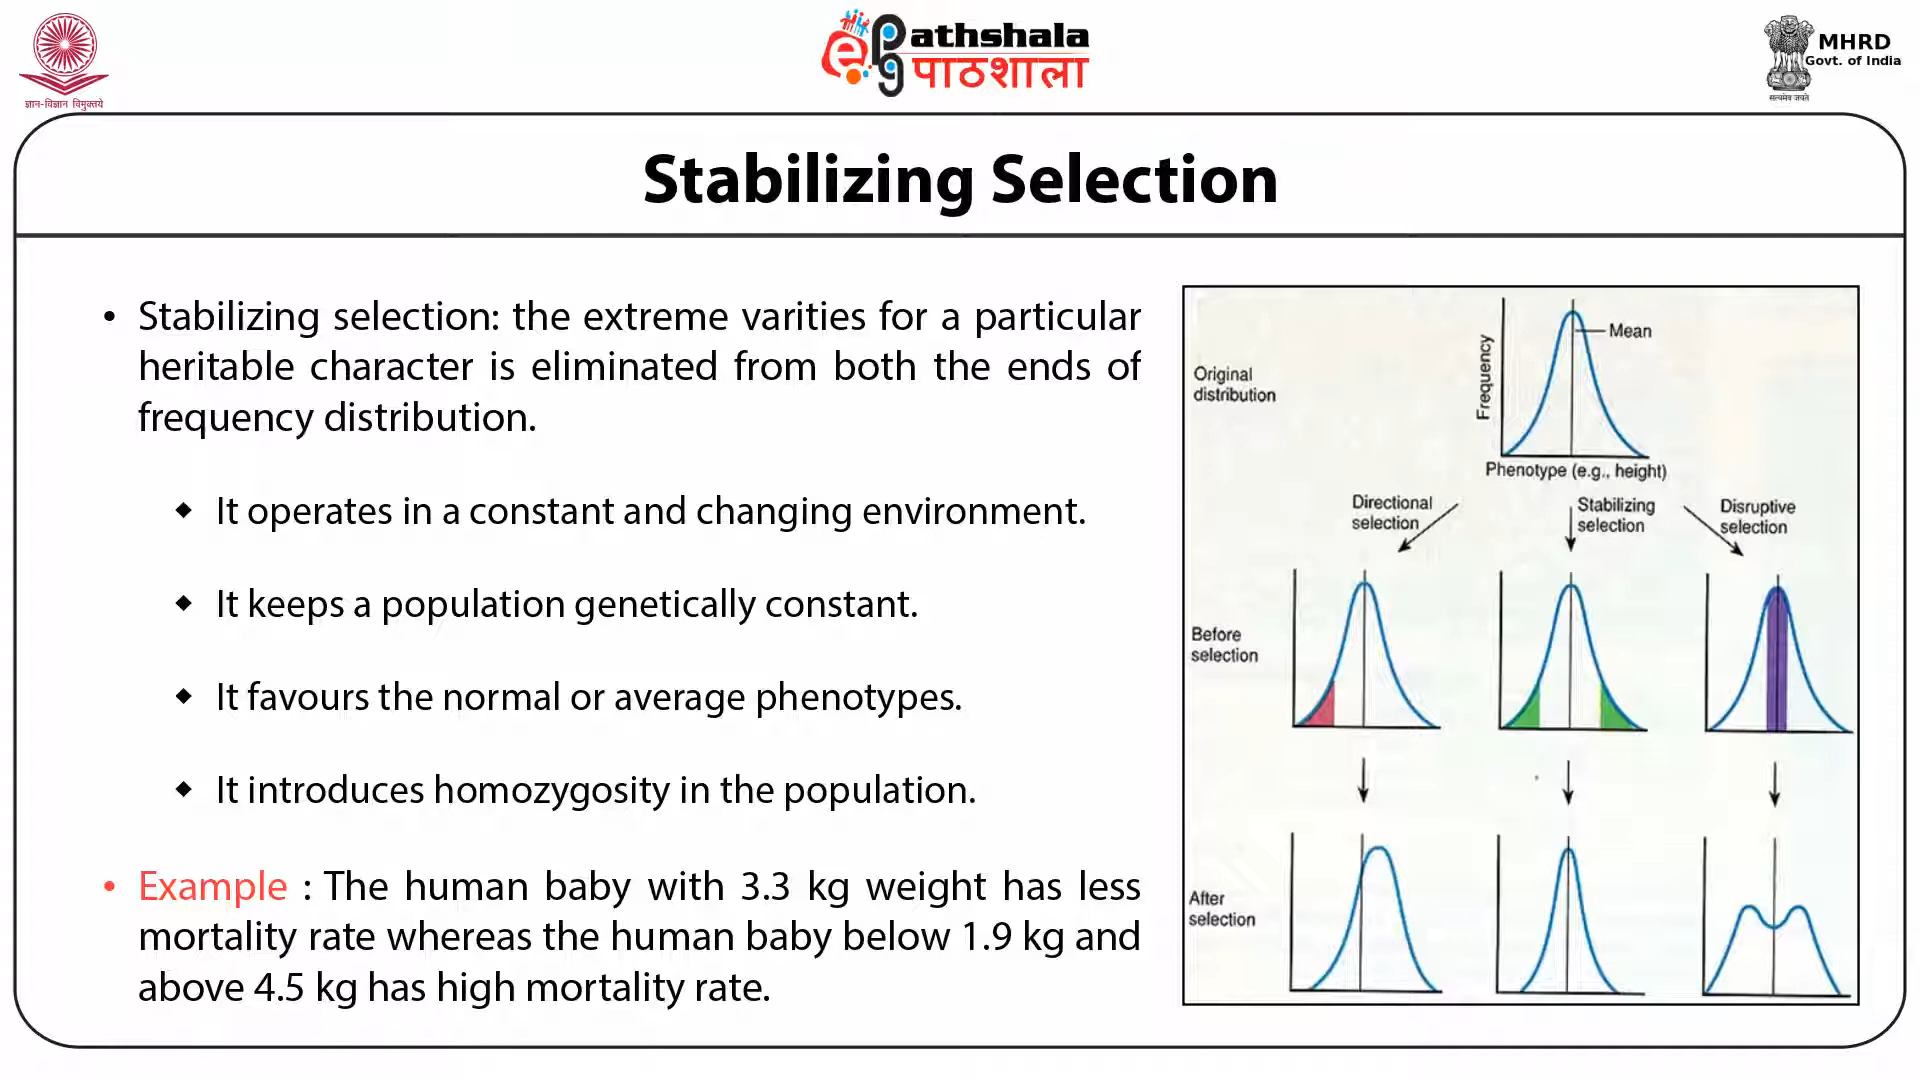 ज्ञान-विज्ञान विमुक्तये
ePathshala
पाठशाला
MHRD
Govt. of India
सत्यमेव जयते
Stabilizing Selection
• Stabilizing selection: the extreme varities for a particular
heritable character is eliminated from both the ends of
frequency distribution.
◆ It operates in a constant and changing environment.
◆ It keeps a population genetically constant.
◆ It favours the normal or average phenotypes.
◆ It introduces homozygosity in the population.
• Example : The human baby with 3.3 kg weight has less
mortality rate whereas the human baby below 1.9 kg and
above 4.5 kg has high mortality rate.
Original
distribution
Frequency
Mean
Phenotype (e.g., height)
Directional
selection
Stabilizing
selection
Disruptive
selection
Before
selection
After
selection